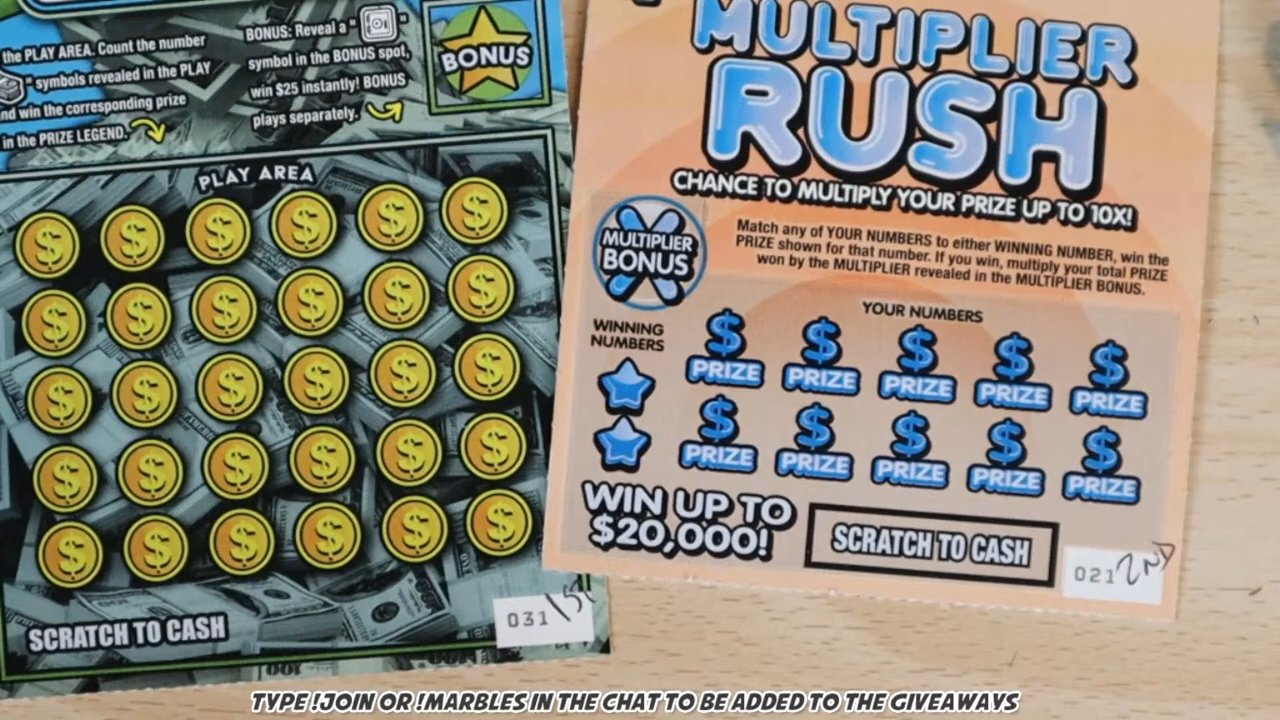 the PLAY AREA. Count the number
" symbols revealed in the PLAY
and win the corresponding prize
in the PRIZE LEGEND.
BONUS: Reveal a " "
symbol in the BONUS spot,
win $25 instantly! BONUS
plays separately.
BONUS
PLAY AREA
$ $ $ $ $ $
$ $ $ $ $ $
$ $ $ $ $ $
$ $ $ $ $ $
$ $ $ $ $ $
SCRATCH TO CASH
031
MULTIPLIER
RUSH
CHANCE TO MULTIPLY YOUR PRIZE UP TO 10X!
MULTIPLIER
BONUS
Match any of YOUR NUMBERS to either WINNING NUMBER, win the
PRIZE shown for that number. If you win, multiply your total PRIZE
won by the MULTIPLIER revealed in the MULTIPLIER BONUS.
YOUR NUMBERS
WINNING
NUMBERS
$ $ $ $ $
PRIZE PRIZE PRIZE PRIZE PRIZE
$ $ $ $ $
PRIZE PRIZE PRIZE PRIZE PRIZE
WIN UP TO
$20,000!
SCRATCH TO CASH
021 2ND
TYPE !JOIN OR !MARBLES IN THE CHAT TO BE ADDED TO THE GIVEAWAYS